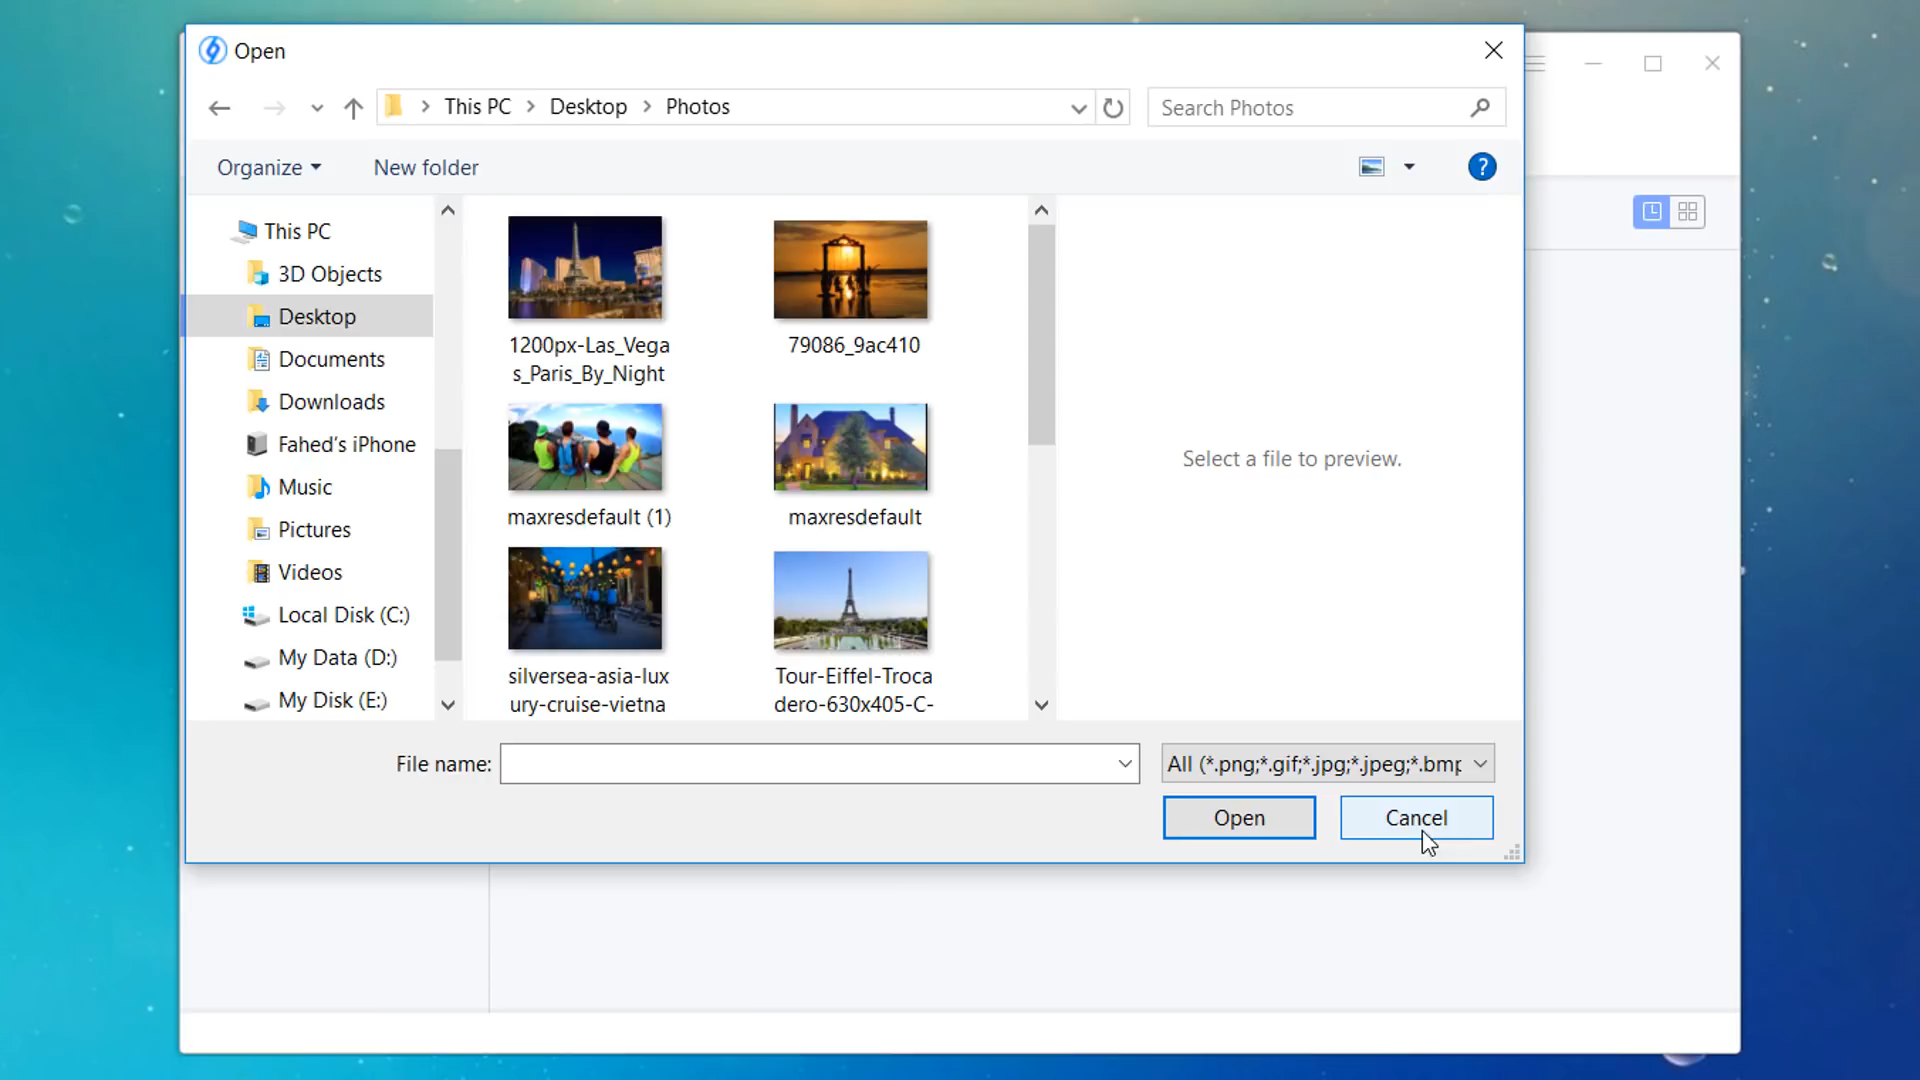 Open
This PC
Desktop
Photos
Search Photos
Organize
New folder
?
This PC
3D Objects
Desktop
Documents
Downloads
Fahed's iPhone
Music
Pictures
Videos
Local Disk (C:)
My Data (D:)
My Disk (E:)
1200px-Las_Vega
s_Paris_By_Night
79086_9ac410
maxresdefault (1)
maxresdefault
silversea-asia-lux
ury-cruise-vietna
Tour-Eiffel-Troca
dero-630x405-C-
Select a file to preview.
File name:
All (*.png;*.gif;*.jpg;*.jpeg;*.bmp
Open
Cancel